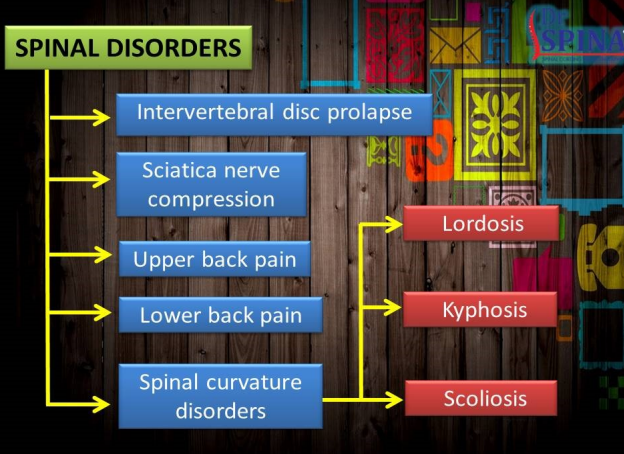 SPINAL DISORDERS
SPINA
Intervertebral disc prolapse
Sciatica nerve
compression
Upper back pain
Lower back pain
Spinal curvature
disorders
Lordosis
Kyphosis
Scoliosis